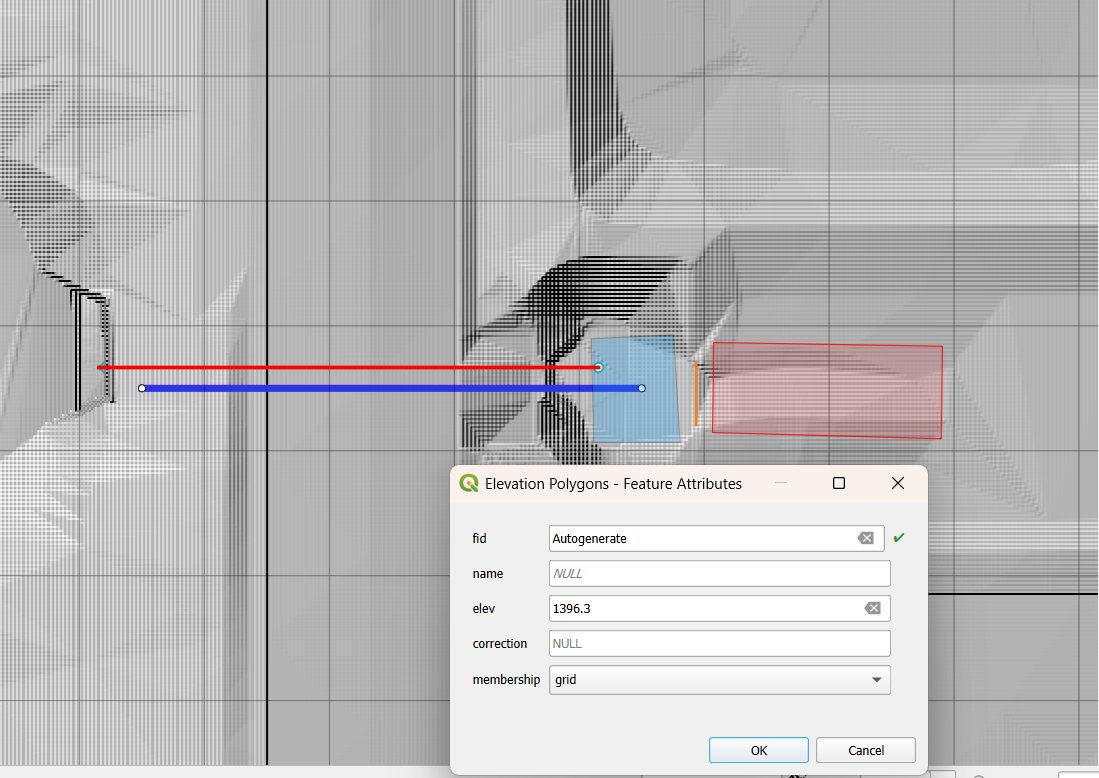 Elevation Polygons - Feature Attributes
fid Autogenerate
name NULL
elev 1396.3
correction NULL
membership grid
OK Cancel